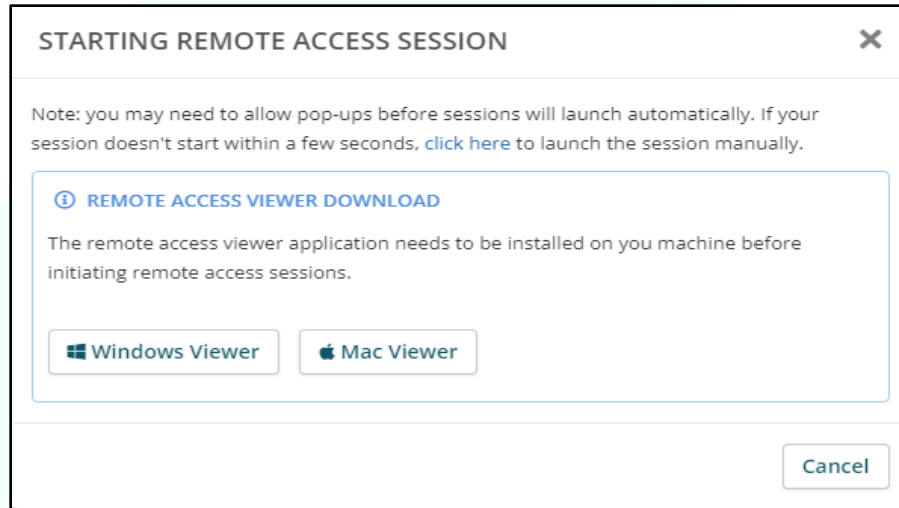 STARTING REMOTE ACCESS SESSION
Note: you may need to allow pop-ups before sessions will launch automatically. If your
session doesn't start within a few seconds, click here to launch the session manually.
REMOTE ACCESS VIEWER DOWNLOAD
The remote access viewer application needs to be installed on you machine before
initiating remote access sessions.
Windows Viewer
Mac Viewer
Cancel